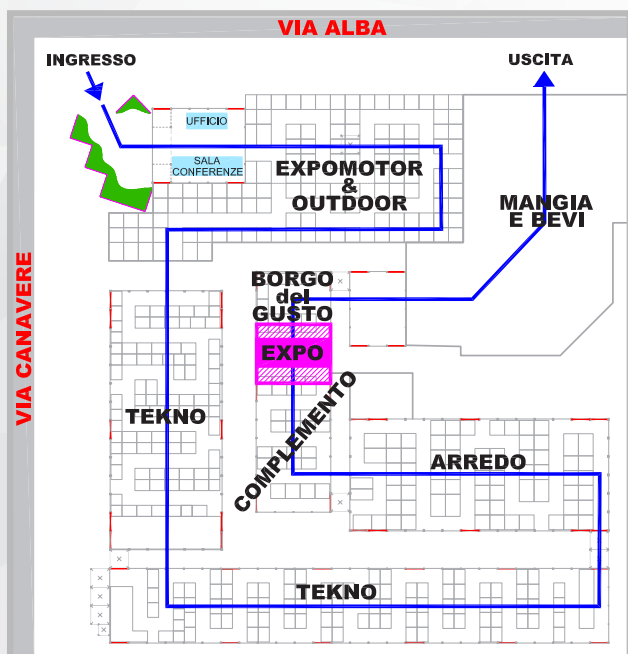 VIA ALBA
INGRESSO
USCITA
UFFICIO
SALA
CONFERENZE
EXPOMOTOR
&
OUTDOOR
MANGIA
E BEVI
VIA CANAVERE
BORGO
del
GUSTO
EXPO
COMPLEMENTO
TEKNO
ARREDO
TEKNO